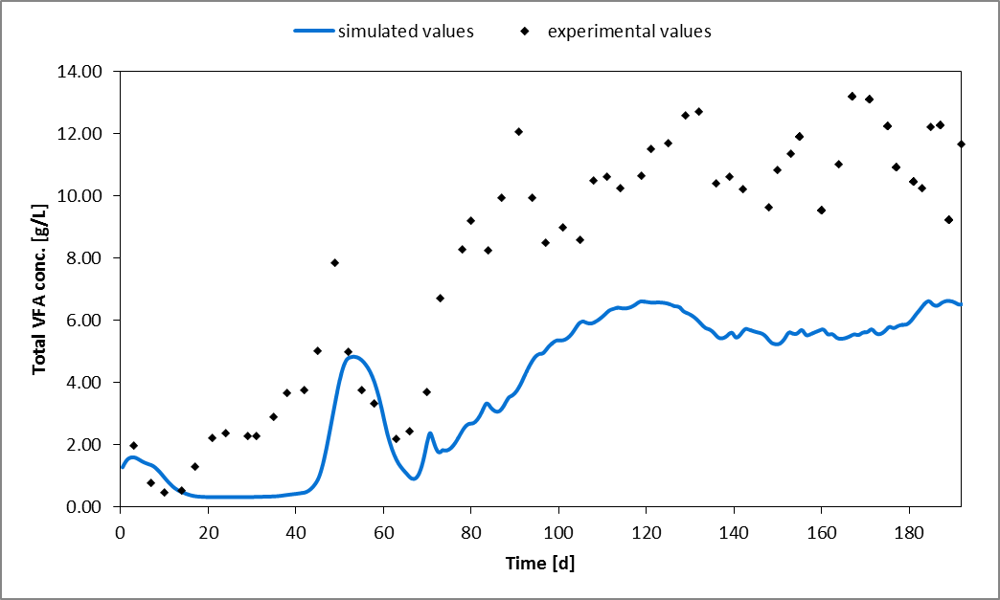 simulated values experimental values
14.00
12.00
10.00
8.00
6.00
4.00
2.00
0.00
Total VFA conc. [g/L]
0 20 40 60 80 100 120 140 160 180
Time [d]